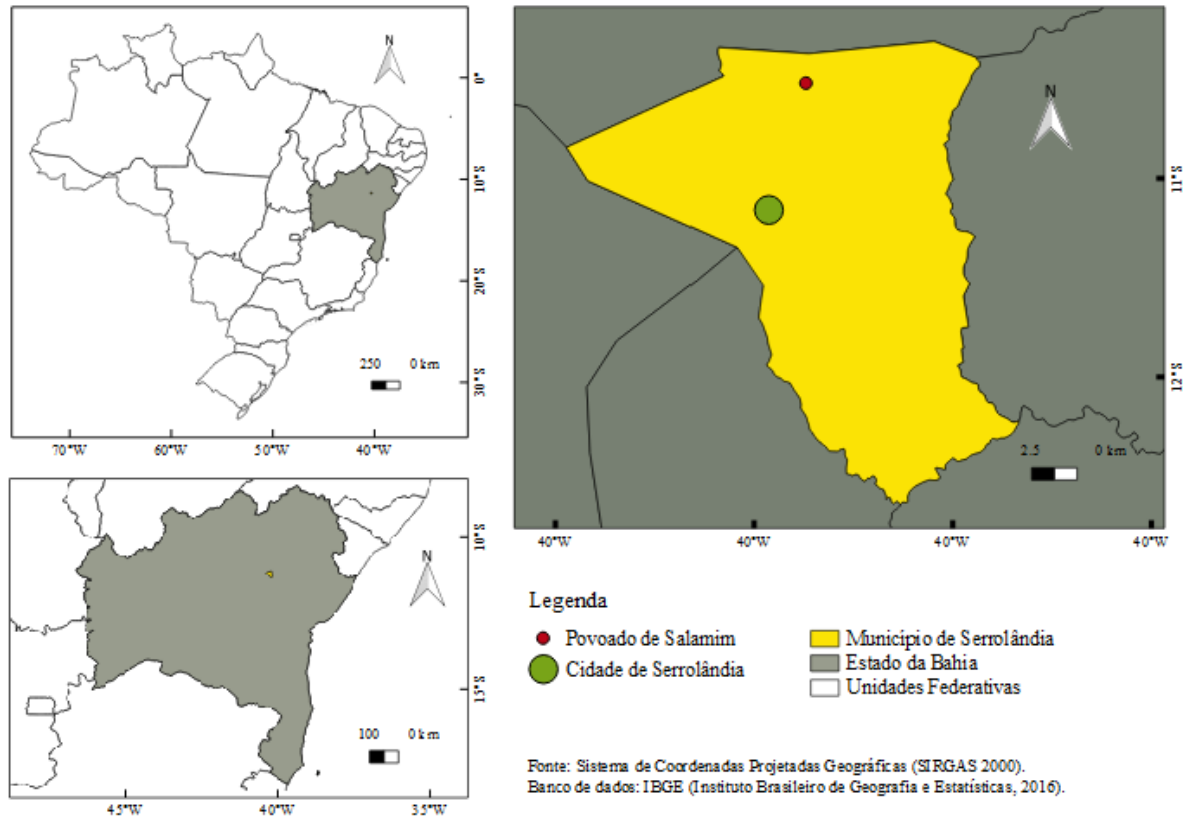 N
0°
10°S
20°S
30°S
250 0 km
70°W 60°W 50°W 40°W
N
10°S
15°S
100 0 km
45°W 40°W 35°W
N
11°S
12°S
2.5 0 km
40°W 40°W 40°W 40°W
Legenda
Povoado de Salamim
Cidade de Serrolândia
Município de Serrolândia
Estado da Bahia
Unidades Federativas
Fonte: Sistema de Coordenadas Projetadas Geográficas (SIRGAS 2000).
Banco de dados: IBGE (Instituto Brasileiro de Geografia e Estatísticas, 2016).